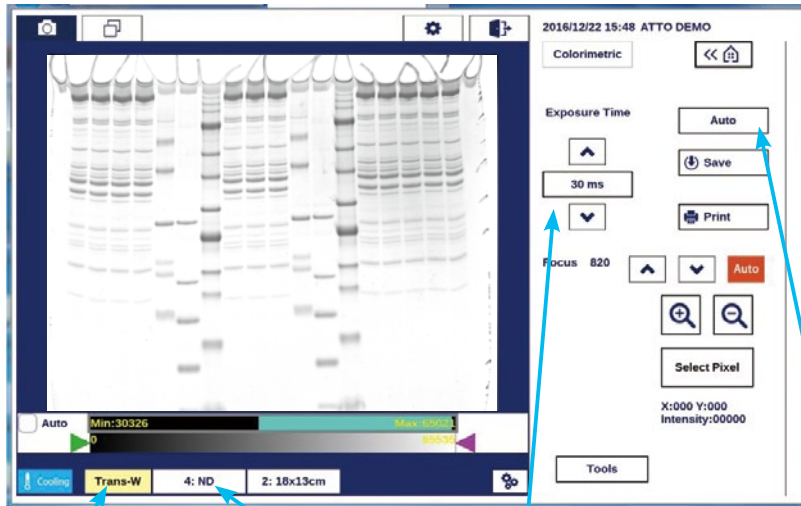 2016/12/22 15:48 ATTO DEMO
Colorimetric
Exposure Time
Auto
Save
30 ms
Print
Focus 820
Auto
Select Pixel
X:000 Y:000
Intensity:00000
Auto
Min:30326
Max:65021
0
65535
Cooling
Trans-W
4: ND
2: 18x13cm
Tools